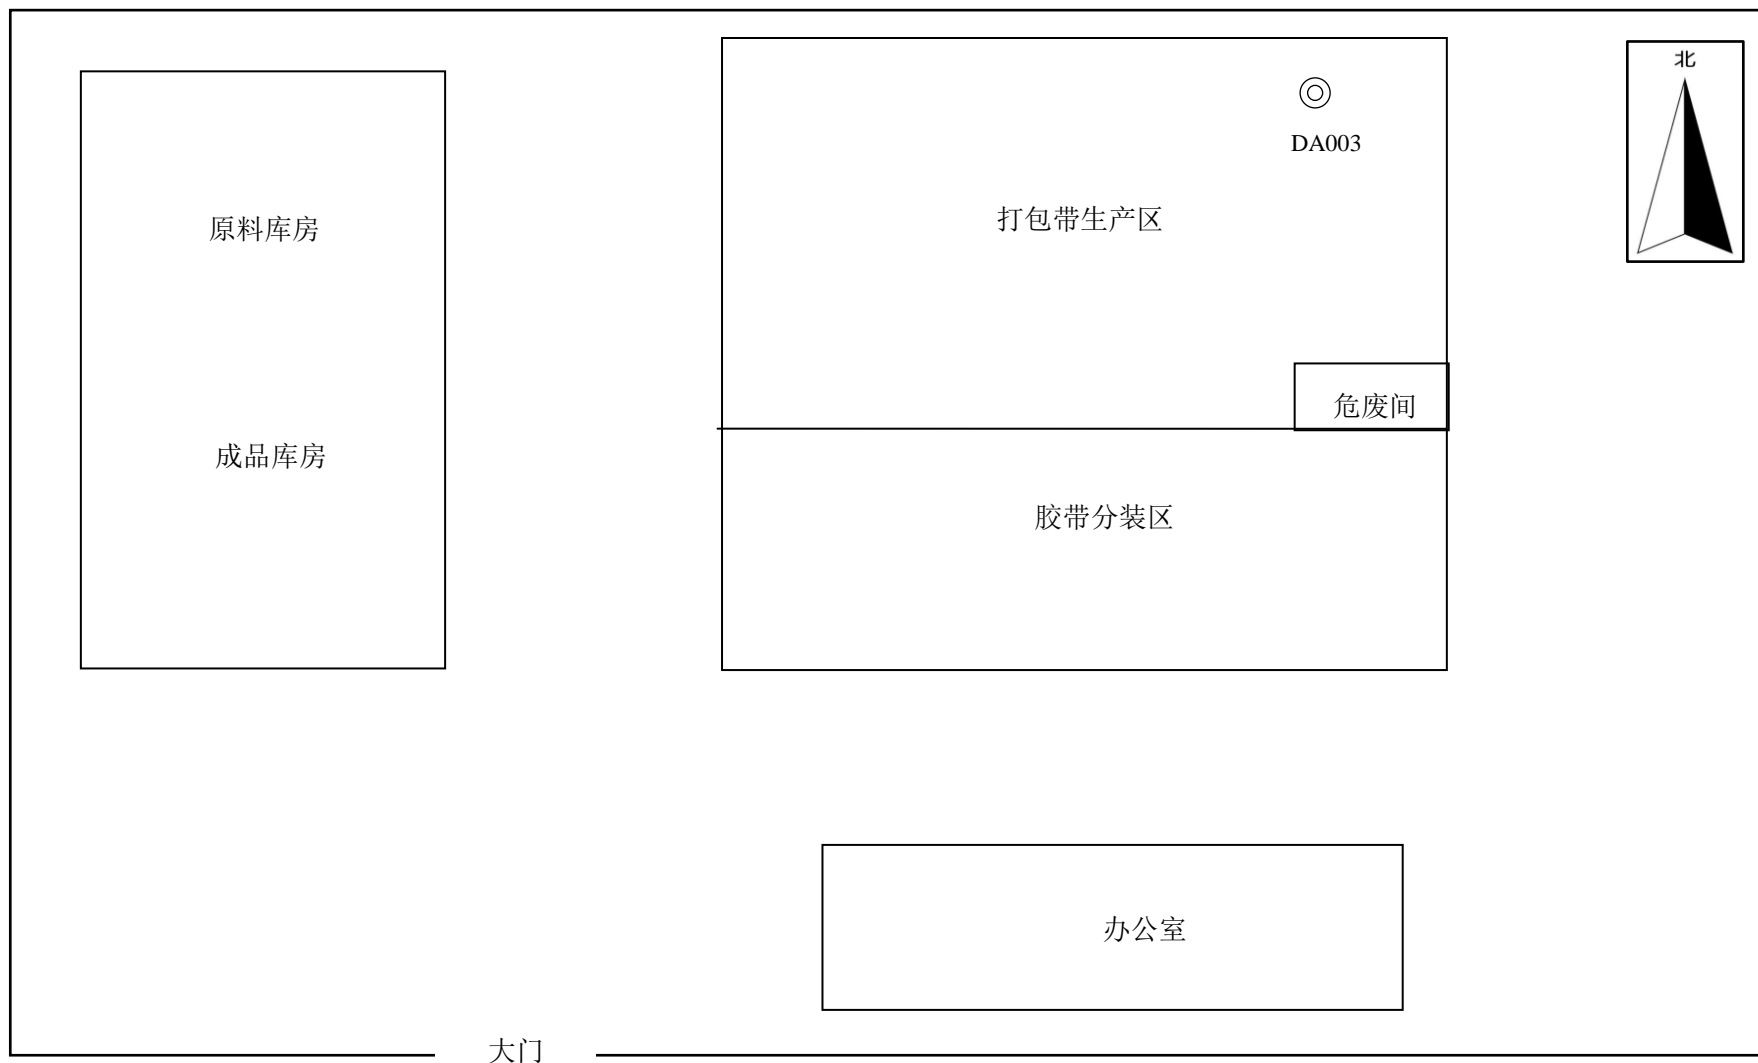 北
DA003
打包带生产区
原料库房
危废间
成品库房
胶带分装区
办公室
大门